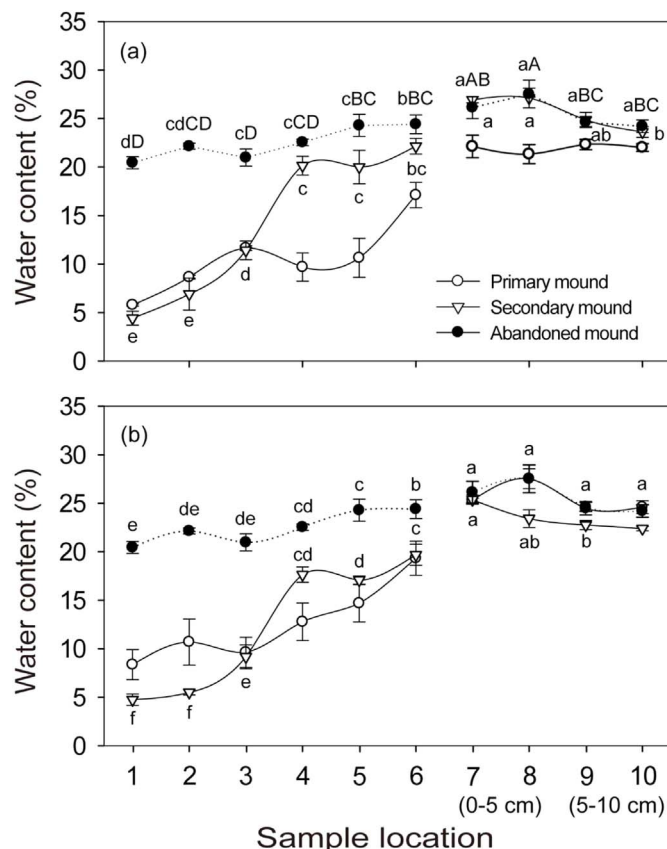 35
(a)
30
25
20
15
10
5
0
Water content (%)
dD cdCD cD cCD cBC bBC aAB aA aBC aBC
a a ab b
c c bc
d
e e
Primary mound
Secondary mound
Abandoned mound
35
(b)
30
25
20
15
10
5
0
Water content (%)
e de de cd c b a a a a
cd d c a ab b
e
f f
1 2 3 4 5 6 7 8 9 10
(0-5 cm) (5-10 cm)
Sample location